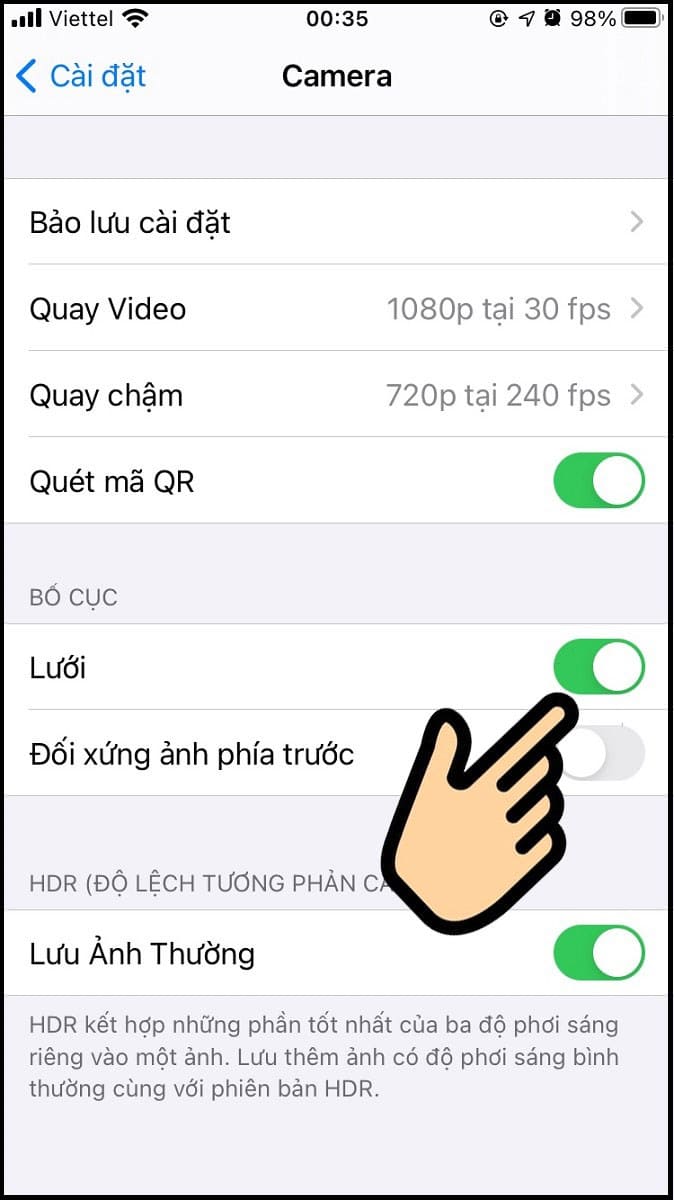 Viettel 00:35 98%
Cài đặt Camera
Bảo lưu cài đặt
Quay Video 1080p tại 30 fps
Quay chậm 720p tại 240 fps
Quét mã QR
BỐ CỤC
Lưới
Đối xứng ảnh phía trước
HDR (ĐỘ LỆCH TƯƠNG PHẢN
Lưu Ảnh Thường
HDR kết hợp những phần tốt nhất của ba độ phơi sáng
riêng vào một ảnh. Lưu thêm ảnh có độ phơi sáng bình
thường cùng với phiên bản HDR.